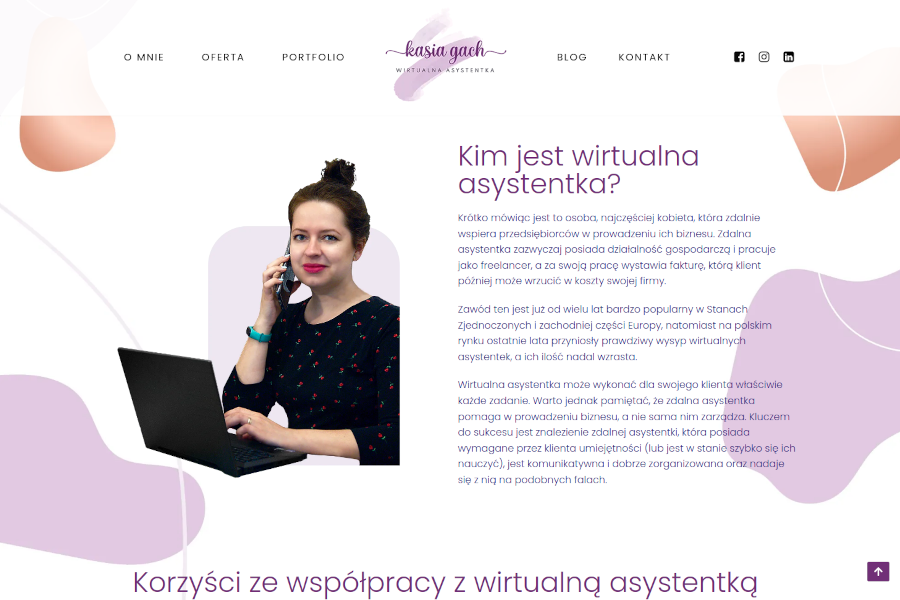 O MNIE
OFERTA
PORTFOLIO
kasia gach
WIRTUALNA ASYSTENTKA
BLOG
KONTAKT
Kim jest wirtualna
asystentka?
Krótko mówiąc jest to osoba, najczęściej kobieta, która zdalnie
wspiera przedsiębiorców w prowadzeniu ich biznesu. Zdalna
asystentka zazwyczaj posiada działalność gospodarczą i pracuje
jako freelancer, a za swoją pracę wystawia fakturę, którą klient
później może wrzucić w koszty swojej firmy.
Zawód ten jest już od wielu lat bardzo popularny w Stanach
Zjednoczonych i zachodniej części Europy, natomiast na polskim
rynku ostatnie lata przyniosły prawdziwy wysyp wirtualnych
asystentek, a ich ilość nadal wzrasta.
Wirtualna asystentka może wykonać dla swojego klienta właściwie
każde zadanie. Warto jednak pamiętać, że zdalna asystentka
pomaga w prowadzeniu biznesu, a nie sama nim zarządza. Kluczem
do sukcesu jest znalezienie zdalnej asystentki, która posiada
wymagane przez klienta umiejętności (lub jest w stanie szybko się ich
nauczyć), jest komunikatywna i dobrze zorganizowana oraz nadaje
się z nią na podobnych falach.
Korzyści ze współpracy z wirtualną asystentką